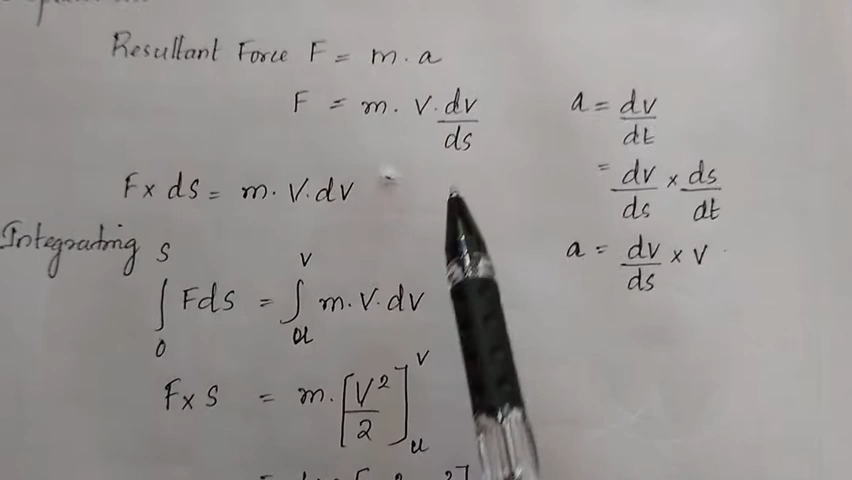 Resultant Force F = m. a
F = m. V. dv/ds
a = dv/dt
= dv/ds × ds/dt
F x ds = m. V. dv
a = dv/ds × v
Integrating
∫₀ˢ Fds = ∫ᵤᵛ m. V. dv
F x s = m. [V²/2]ᵤᵛ